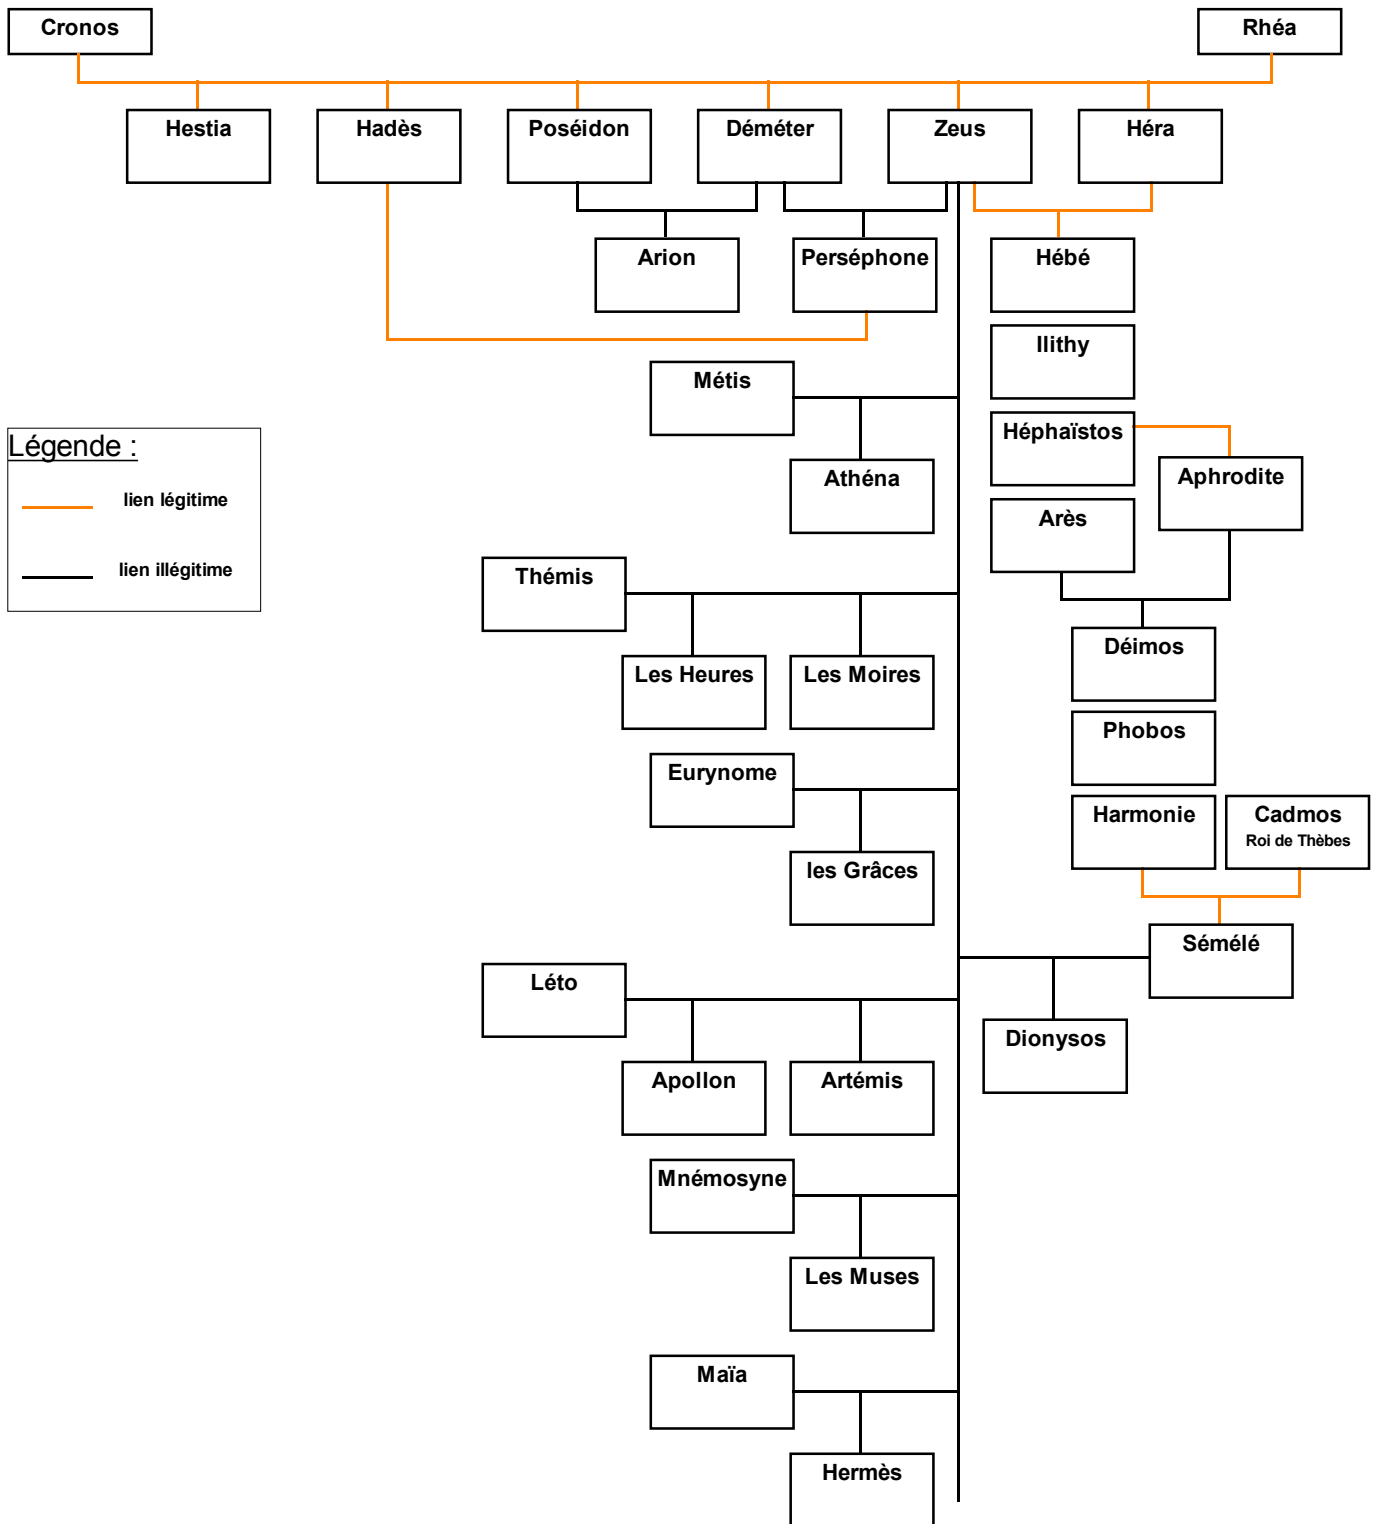 Cronos
Rhéa
Hestia
Hadès
Poséidon
Déméter
Zeus
Héra
Arion
Perséphone
Hébé
Ilithy
Métis
Héphaïstos
Légende :
Aphrodite
Athéna
lien légitime
Arès
lien illégitime
Thémis
Déimos
Les Heures
Les Moires
Phobos
Eurynome
Harmonie
Cadmos
Roi de Thèbes
les Grâces
Sémélé
Léto
Dionysos
Apollon
Artémis
Mnémosyne
Les Muses
Maïa
Hermès